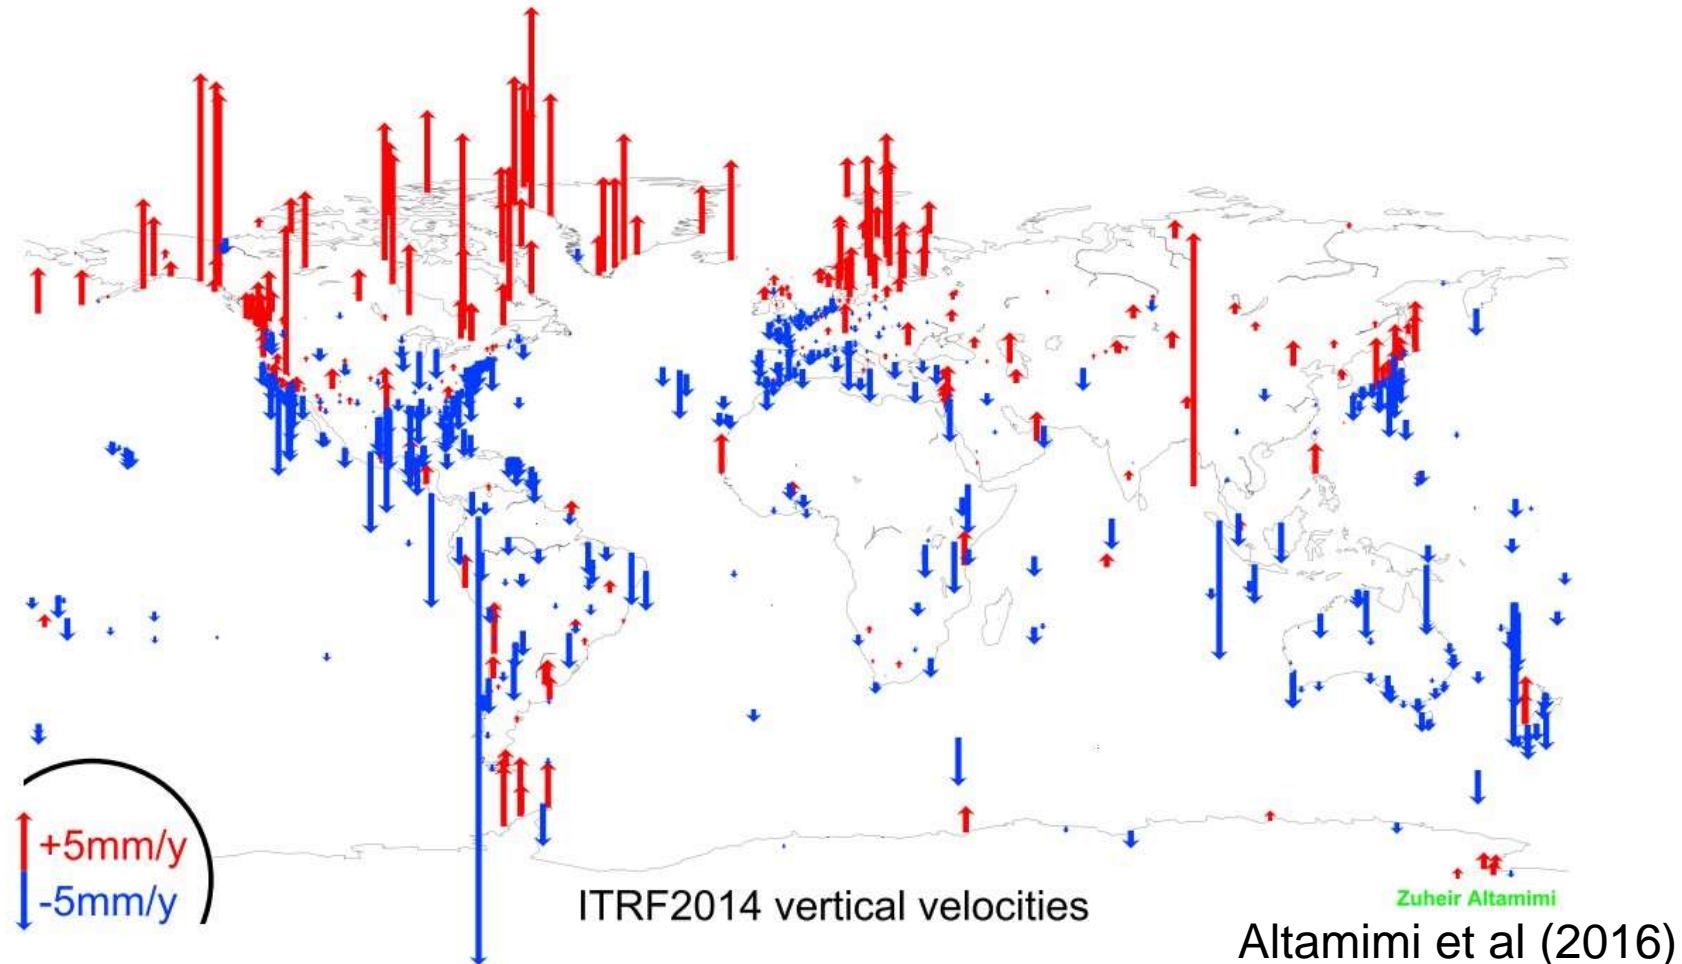 +5mm/y
-5mm/y
ITRF2014 vertical velocities
Zuheir Altamimi
Altamimi et al (2016)